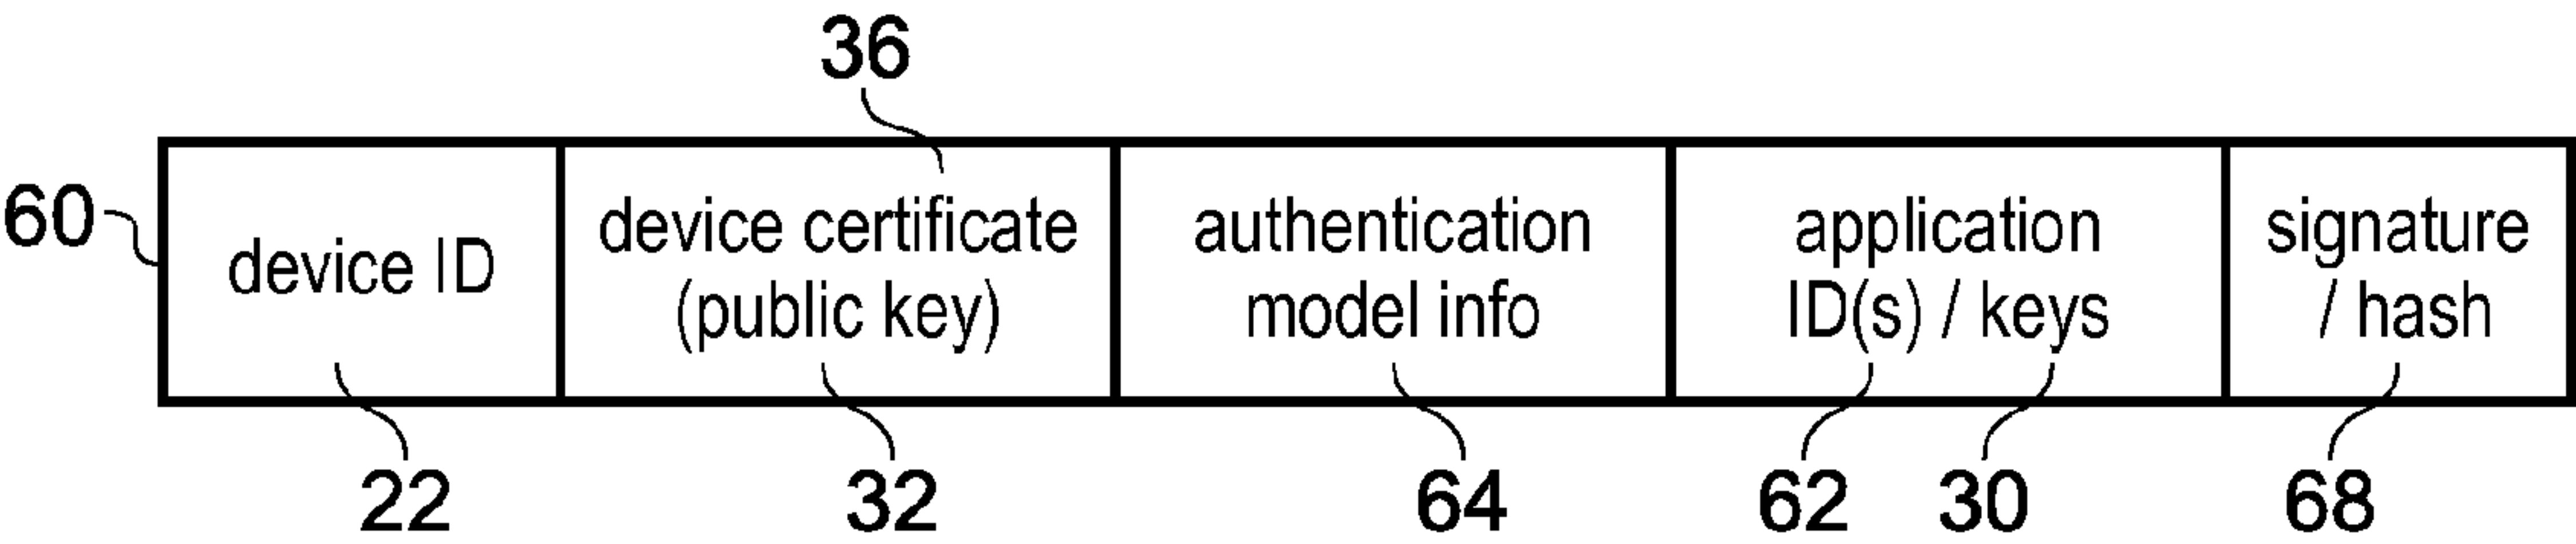 36
60
device ID
device certificate
(public key)
authentication
model info
application
ID(s) / keys
signature
/ hash
22
32
64
62
30
68